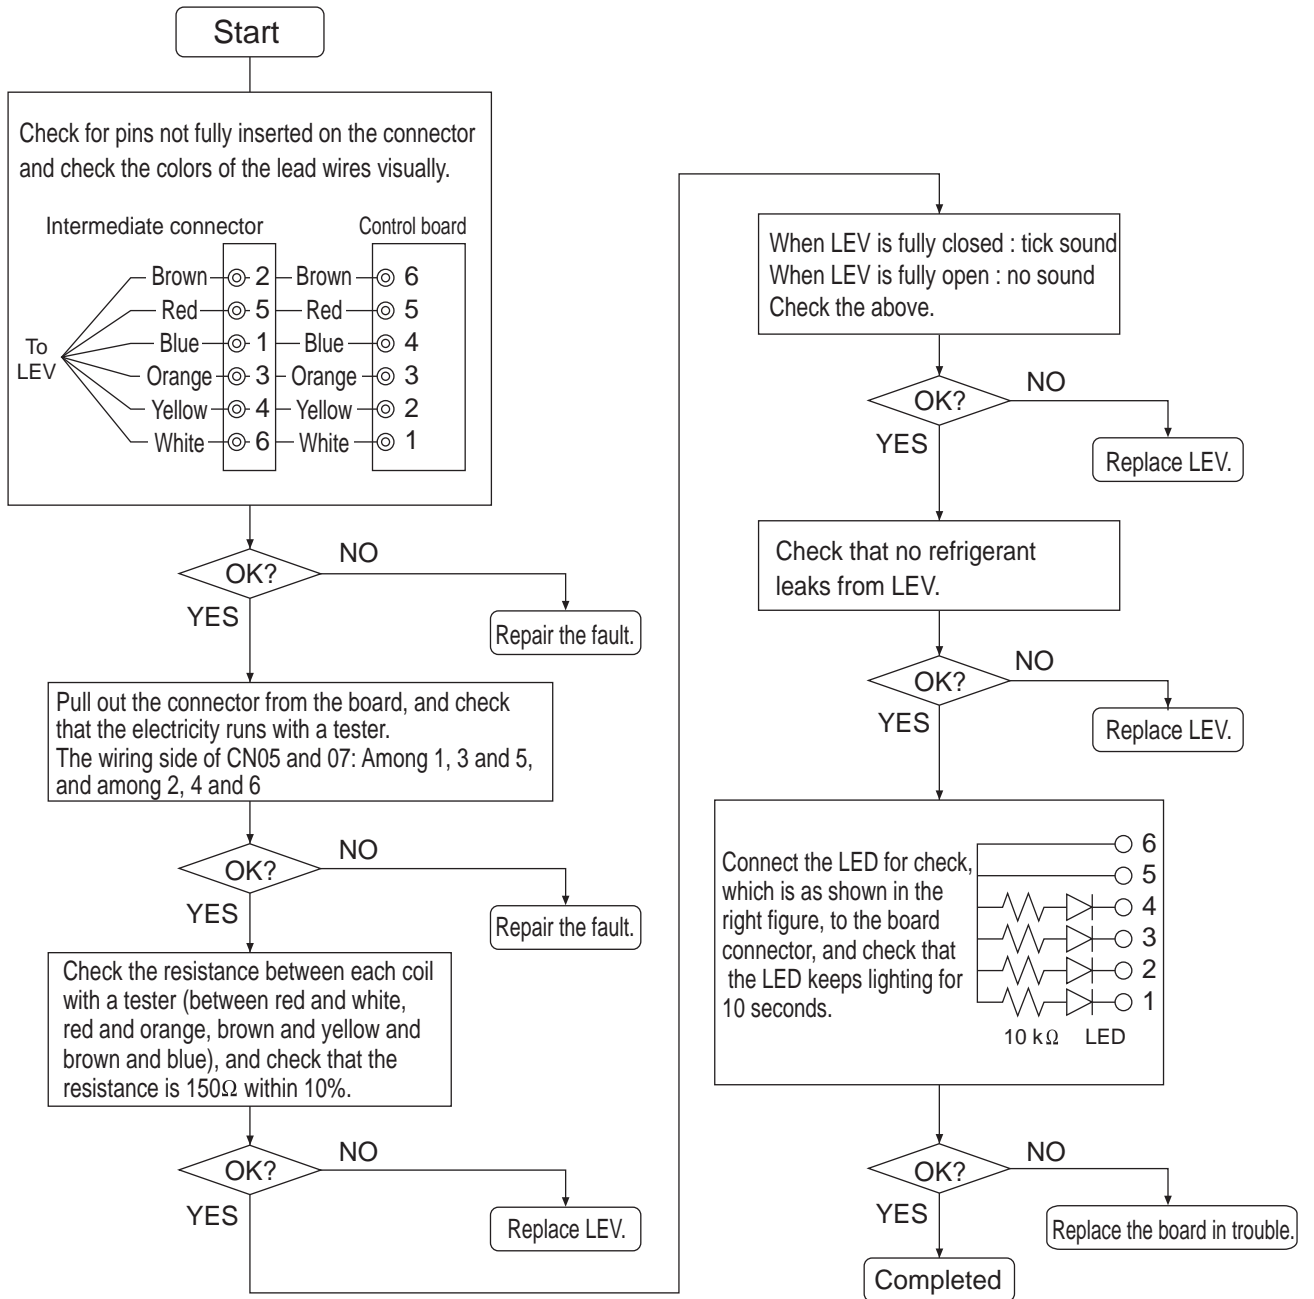 Start
Check for pins not fully inserted on the connector
and check the colors of the lead wires visually.
Intermediate connector
Control board
Brown 2 Brown 6
Red 5 Red 5
Blue 1 Blue 4
Orange 3 Orange 3
Yellow 4 Yellow 2
White 6 White 1
To
LEV
OK?
NO
YES
Repair the fault.
Pull out the connector from the board, and check
that the electricity runs with a tester.
The wiring side of CN05 and 07: Among 1, 3 and 5,
and among 2, 4 and 6
OK?
NO
YES
Repair the fault.
Check the resistance between each coil
with a tester (between red and white,
red and orange, brown and yellow and
brown and blue), and check that the
resistance is 150Ω within 10%.
OK?
NO
YES
Replace LEV.
When LEV is fully closed : tick sound
When LEV is fully open : no sound
Check the above.
OK?
NO
YES
Replace LEV.
Check that no refrigerant
leaks from LEV.
OK?
NO
YES
Replace LEV.
Connect the LED for check,
which is as shown in the
right figure, to the board
connector, and check that
the LED keeps lighting for
10 seconds.
6
5
4
3
2
1
10 kΩ LED
OK?
NO
YES
Replace the board in trouble.
Completed